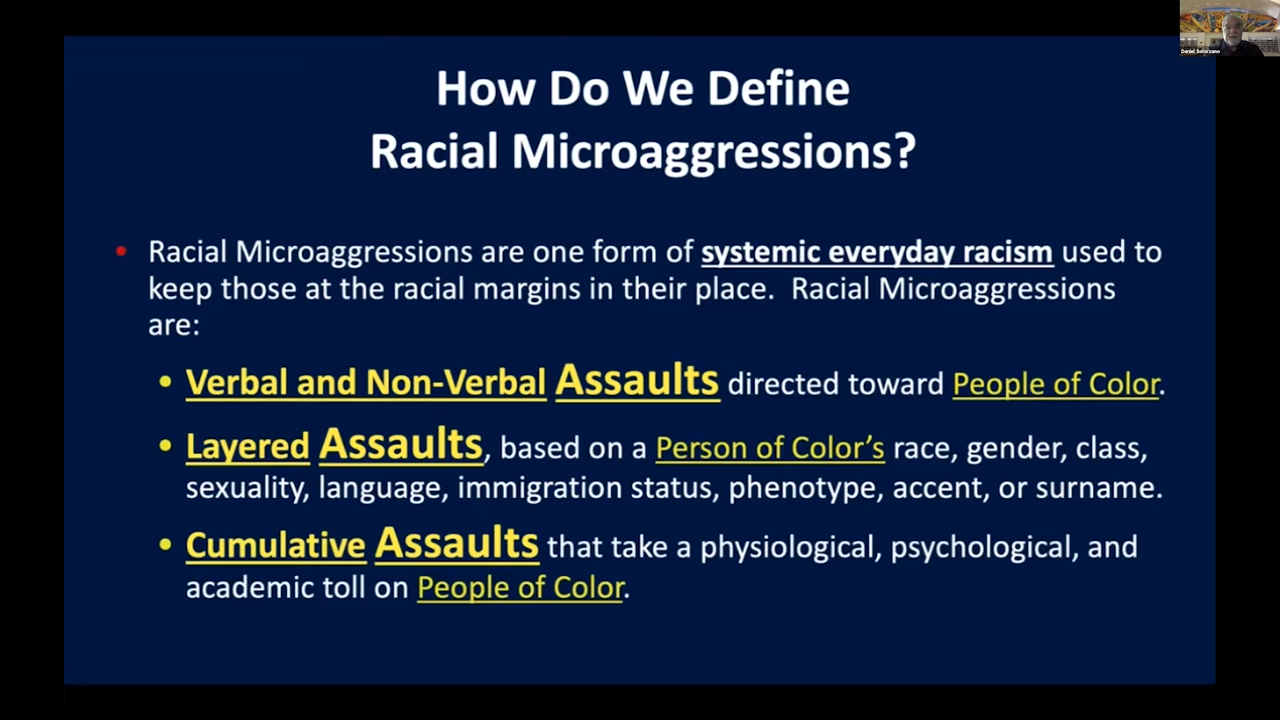 Daniel Solorzano
How Do We Define
Racial Microaggressions?
• Racial Microaggressions are one form of systemic everyday racism used to
keep those at the racial margins in their place. Racial Microaggressions
are:
• Verbal and Non-Verbal Assaults directed toward People of Color.
• Layered Assaults, based on a Person of Color’s race, gender, class,
sexuality, language, immigration status, phenotype, accent, or surname.
• Cumulative Assaults that take a physiological, psychological, and
academic toll on People of Color.